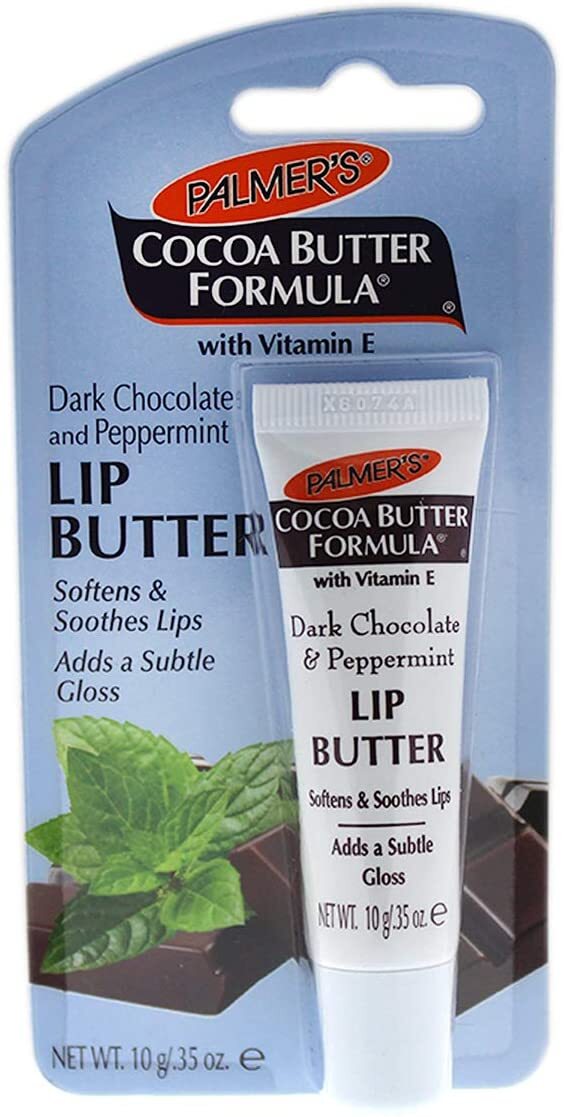 PALMER'S®
COCOA BUTTER
FORMULA®
®
with Vitamin E
Dark Chocolate
and Peppermint
LIP
BUTTER
Softens &
Soothes Lips
Adds a Subtle
Gloss
NET WT. 10 g/.35 oz. ℮
X6074A
PALMER'S®
COCOA BUTTER
FORMULA®
®
with Vitamin E
Dark Chocolate
& Peppermint
LIP
BUTTER
Softens & Soothes Lips
Adds a Subtle
Gloss
NET WT. 10 g/.35 oz. ℮